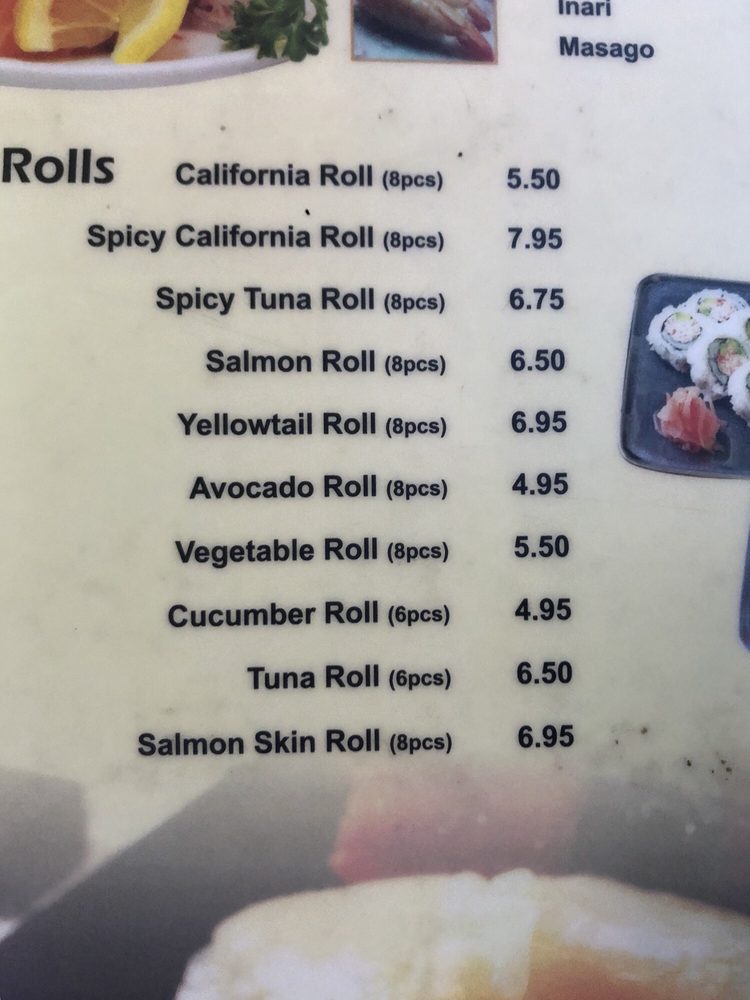 Inari
Masago
Rolls
California Roll (8pcs) 5.50
Spicy California Roll (8pcs) 7.95
Spicy Tuna Roll (8pcs) 6.75
Salmon Roll (8pcs) 6.50
Yellowtail Roll (8pcs) 6.95
Avocado Roll (8pcs) 4.95
Vegetable Roll (8pcs) 5.50
Cucumber Roll (6pcs) 4.95
Tuna Roll (6pcs) 6.50
Salmon Skin Roll (8pcs) 6.95